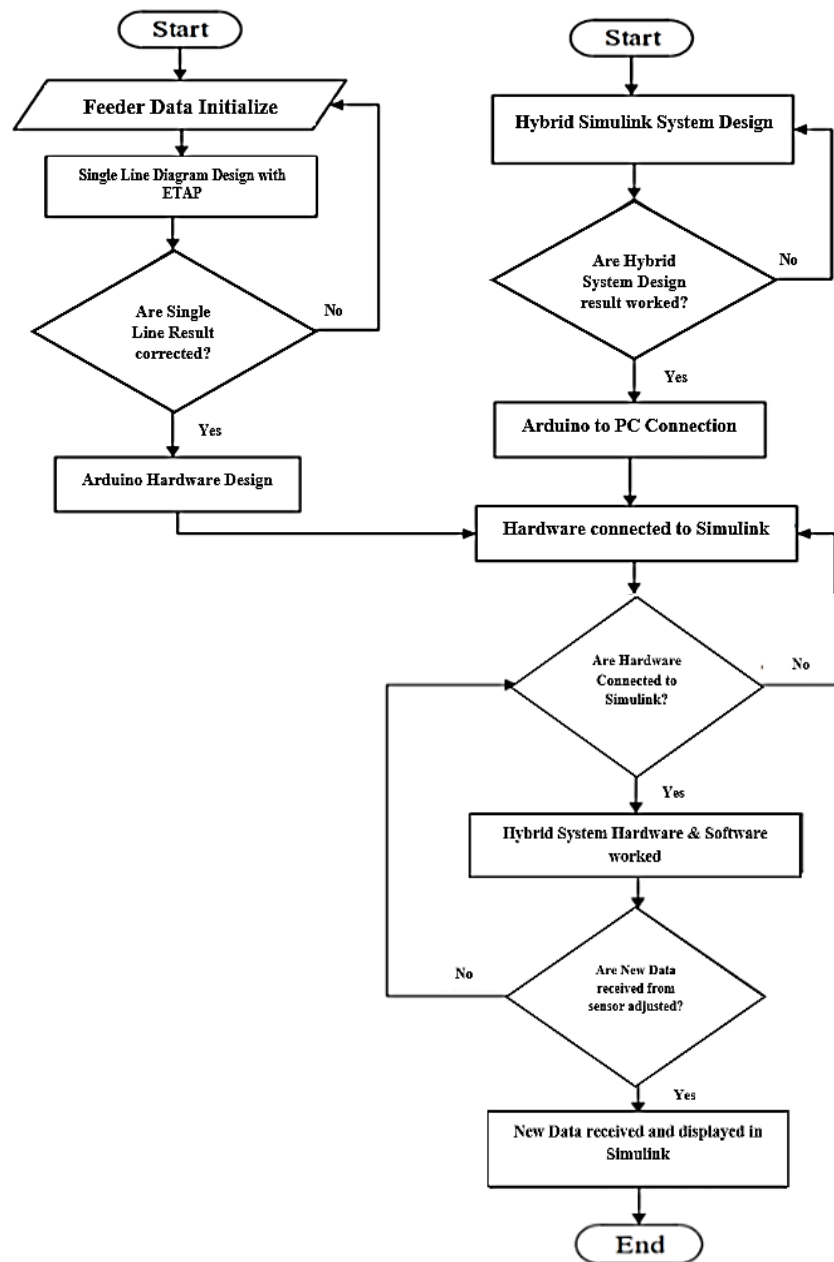 Start
Feeder Data Initialize
Single Line Diagram Design with
ETAP
Are Single
Line Result
corrected?
No
Yes
Arduino Hardware Design
Start
Hybrid Simulink System Design
Are Hybrid
System Design
result worked?
No
Yes
Arduino to PC Connection
Hardware connected to Simulink
Are Hardware
Connected to
Simulink?
No
Yes
Hybrid System Hardware & Software
worked
Are New Data
received from
sensor adjusted?
No
Yes
New Data received and displayed in
Simulink
End